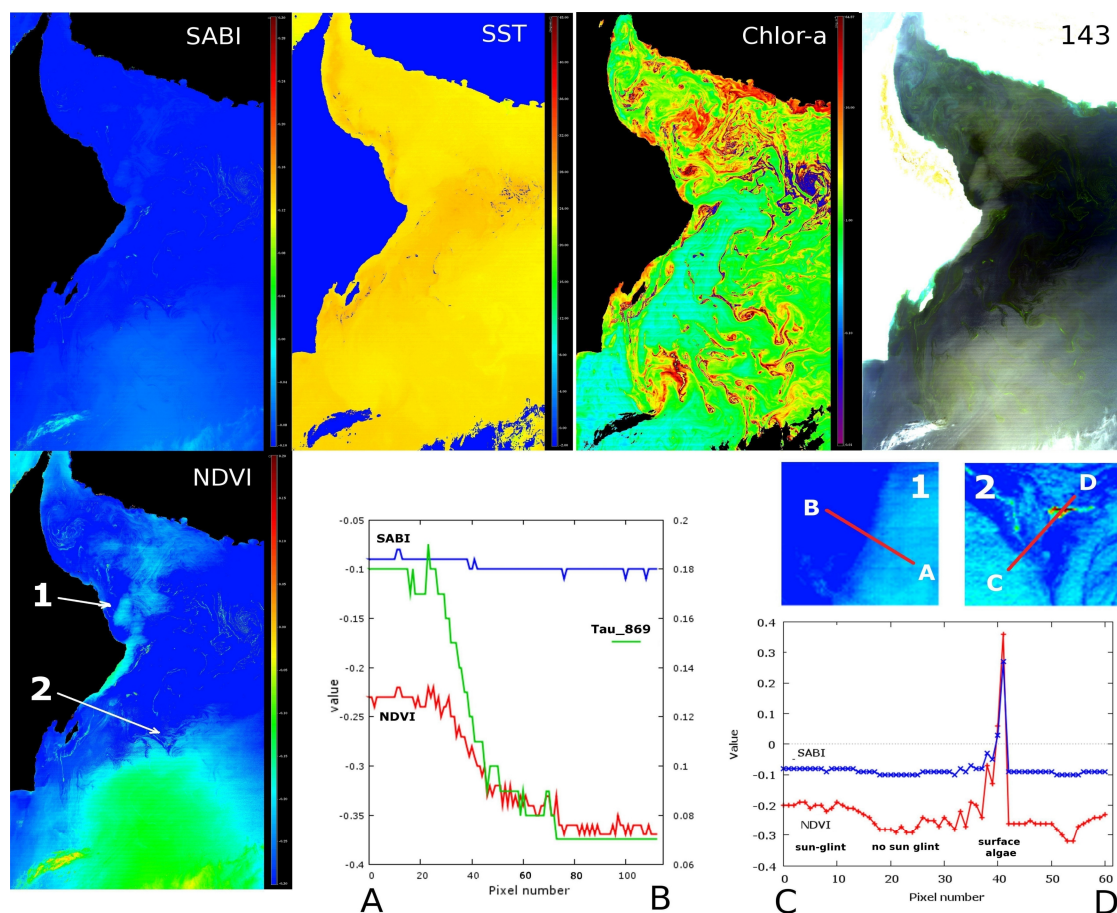 SABI
SST
Chlor-a
143
NDVI
1
2
-0.05
-0.1
-0.15
-0.2
-0.25
-0.3
-0.35
-0.4
value
0.2
0.18
0.16
0.14
0.12
0.1
0.08
0.06
SABI
Tau_869
NDVI
0 20 40 60 80 100
Pixel number
A B
1
B
A
2
D
C
0.4
0.3
0.2
0.1
0
-0.1
-0.2
-0.3
-0.4
Value
SABI
NDVI
sun-glint no sun glint surface
algae
0 10 20 30 40 50 60
Pixel number
C D